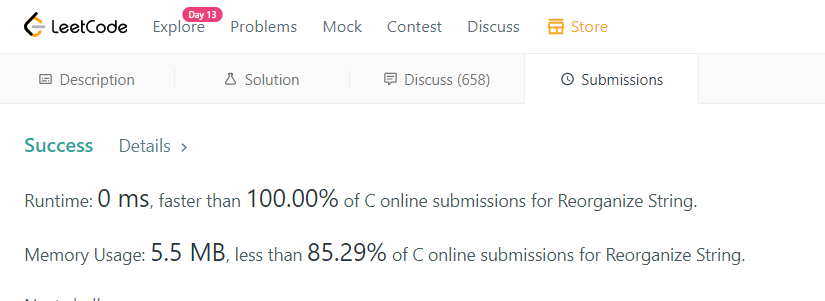 LeetCode Explore Day 13 Problems Mock Contest Discuss Store
Description Solution Discuss (658) Submissions
Success Details >
Runtime: 0 ms, faster than 100.00% of C online submissions for Reorganize String.
Memory Usage: 5.5 MB, less than 85.29% of C online submissions for Reorganize String.